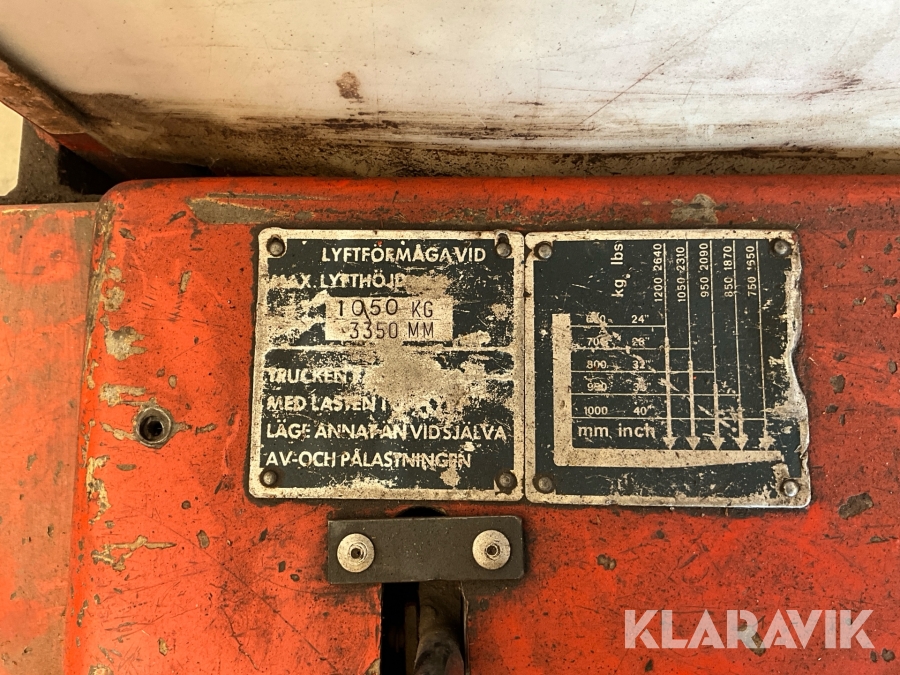 KLARAVIK
LYFTFÖRMÅGA VID
MAX. LYFTHÖJD
1050 KG
3350 MM
TRUCKEN
MED LASTEN I
LÄGE ANNAT ÄN VID SJÄLVA
AV- OCH PÅLASTNINGEN
kg. lbs
1200 2640
1050 2310
950 2090
850 1870
750 1650
24"
28"
800 32"
1000 40"
mm inch
KLARAVIK